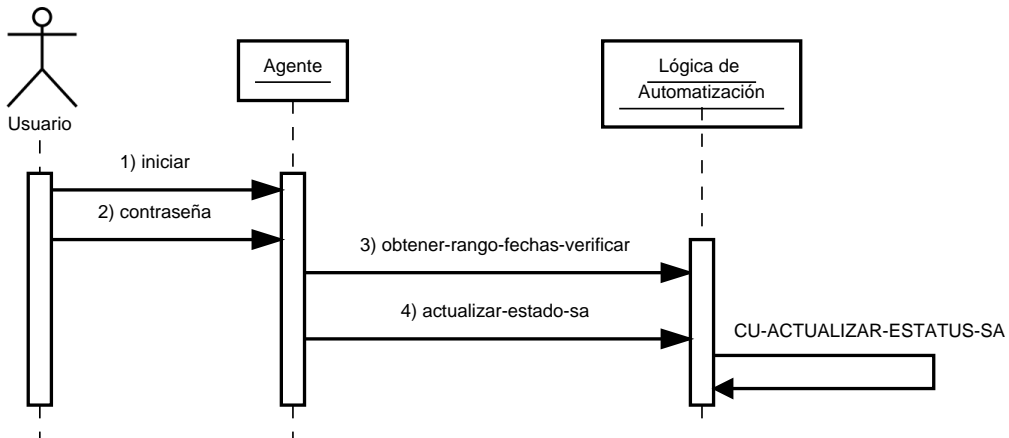 Agente
Lógica de
Automatización
Usuario
1) iniciar
2) contraseña
3) obtener-rango-fechas-verificar
4) actualizar-estado-sa
CU-ACTUALIZAR-ESTATUS-SA